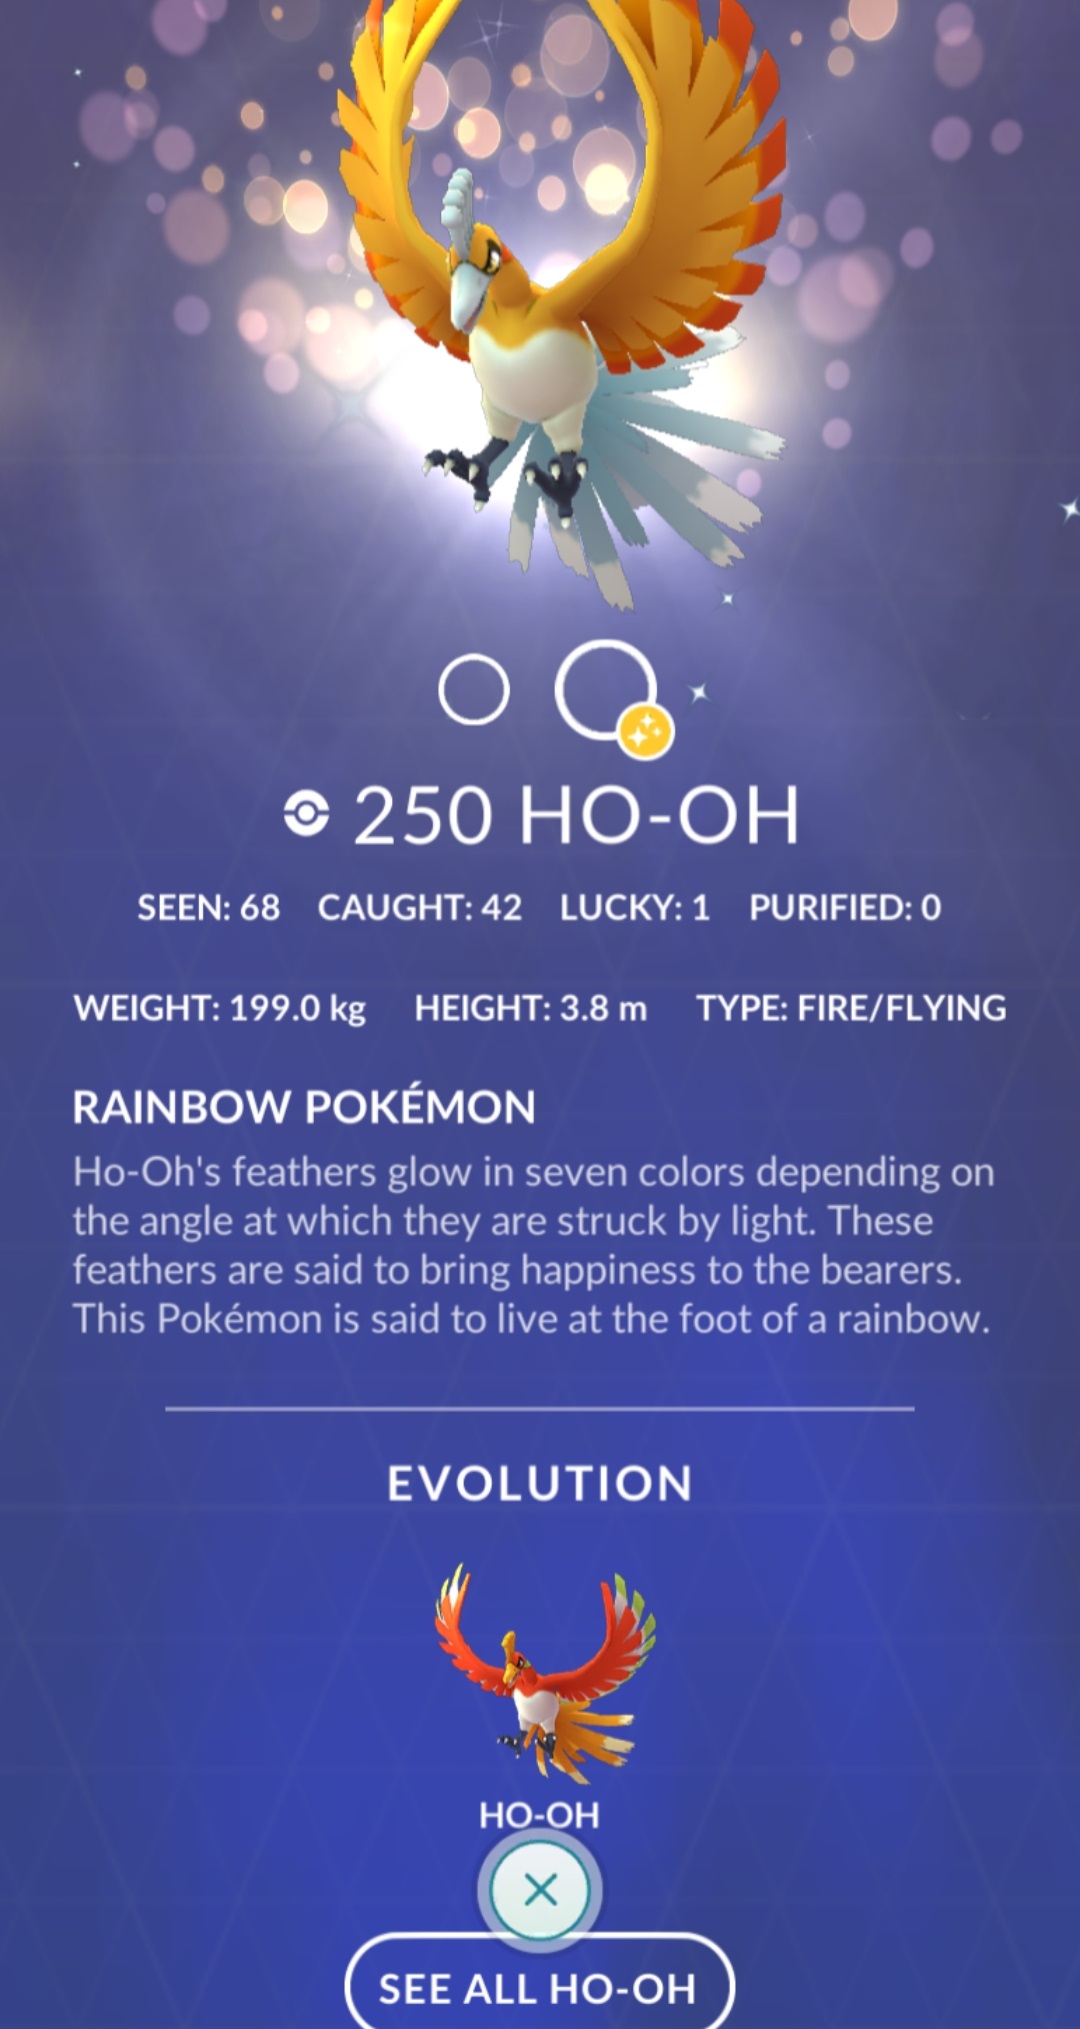 250 HO-OH
SEEN: 68 CAUGHT: 42 LUCKY: 1 PURIFIED: 0
WEIGHT: 199.0 kg HEIGHT: 3.8 m TYPE: FIRE/FLYING
RAINBOW POKÉMON
Ho-Oh's feathers glow in seven colors depending on
the angle at which they are struck by light. These
feathers are said to bring happiness to the bearers.
This Pokémon is said to live at the foot of a rainbow.
EVOLUTION
HO-OH
SEE ALL HO-OH